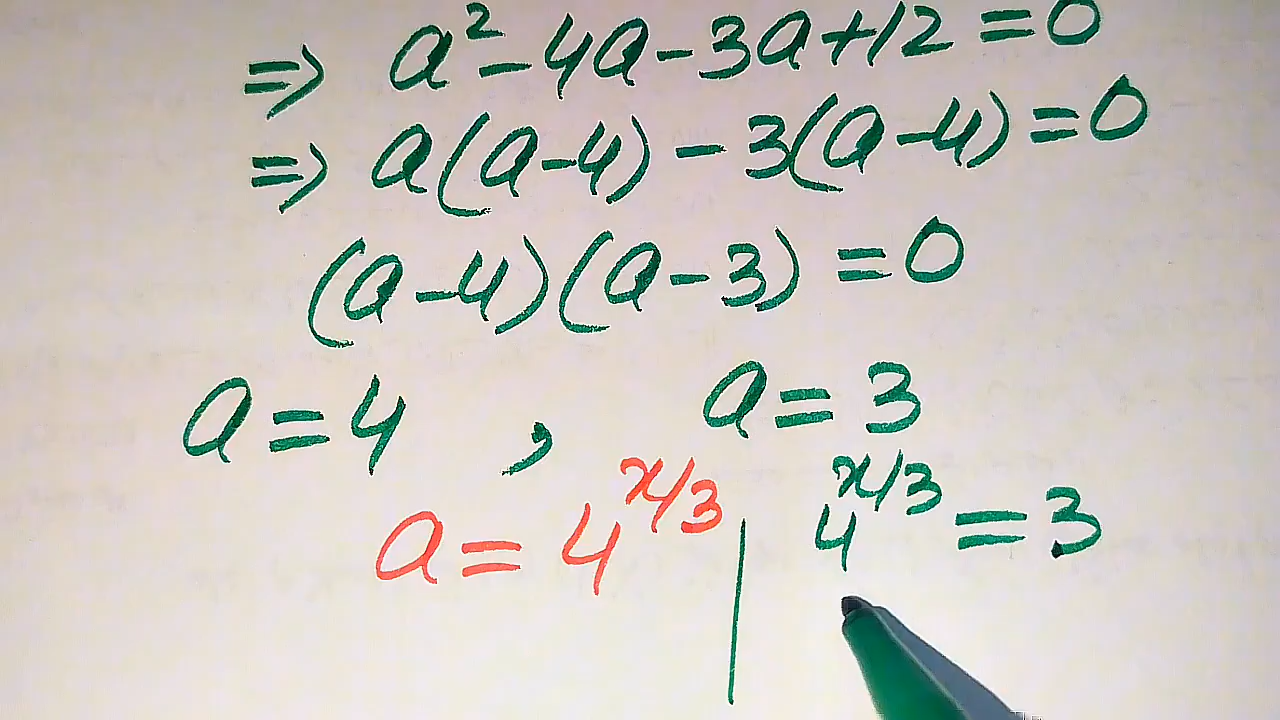 ⇒ a² - 4a - 3a + 12 = 0
⇒ a(a-4) - 3(a-4) = 0
(a-4)(a-3) = 0
a = 4 , a = 3
a = 4^{x/3} | 4^{x/3} = 3